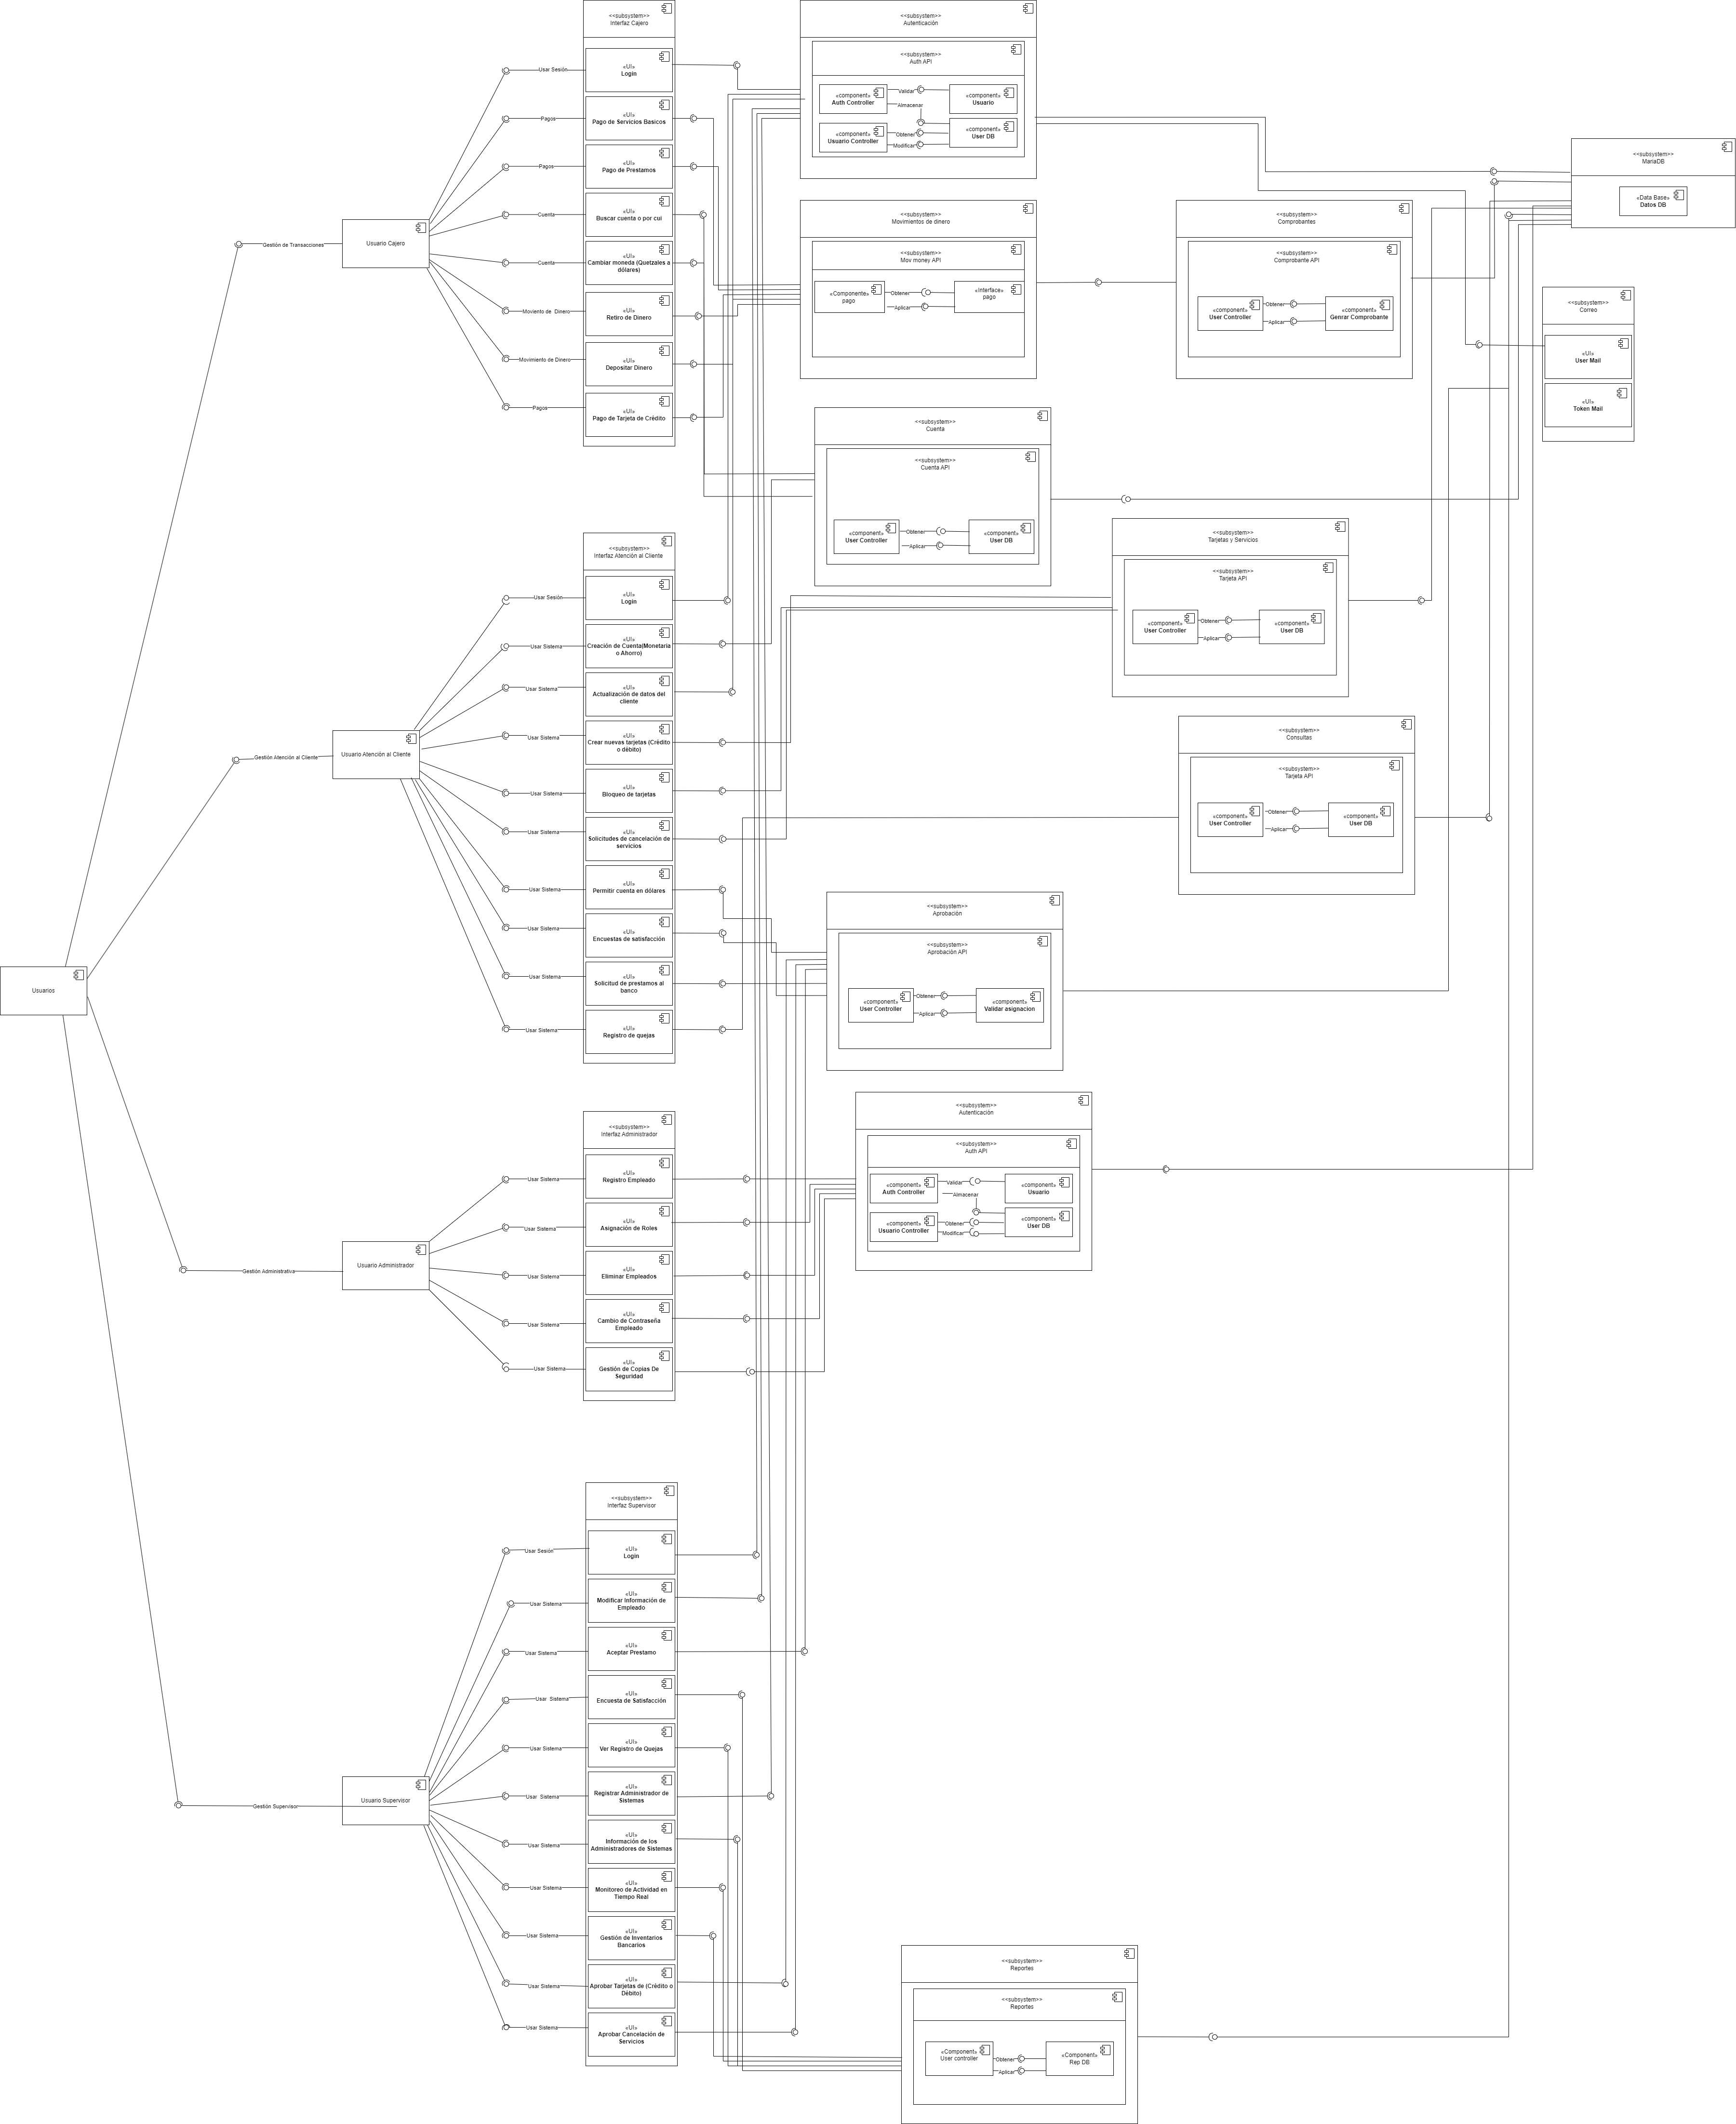 <<subsystem>>
Interfaz Cajero
«UI»
Login
«UI»
Pago de Servicios Basicos
«UI»
Pago de Prestamos
«UI»
Buscar cuenta o por cui
«UI»
Cambiar moneda (Quetzales a
dólares)
«UI»
Retiro de Dinero
«UI»
Depositar Dinero
«UI»
Pago de Tarjeta de Crédito
Usar Sesión
Pagos
Pagos
Cuenta
Cuenta
Moviento de Dinero
Movimiento de Dinero
Pagos
Usuario Cajero
Gestión de Transacciones
<<subsystem>>
Autenticación
<<subsystem>>
Auth API
«component»
Auth Controller
Validar
Almacenar
«component»
Usuario
«component»
Usuario Controller
Obtener
Modificar
«component»
User DB
<<subsystem>>
MariaDB
«Data Base»
Datos DB
<<subsystem>>
Movimientos de dinero
<<subsystem>>
Mov money API
«Componente»
pago
Obtener
Aplicar
«Interface»
pago
<<subsystem>>
Comprobantes
<<subsystem>>
Comprobante API
«component»
User Controller
Obtener
Aplicar
«component»
Genrar Comprobante
<<subsystem>>
Correo
«UI»
User Mail
«UI»
Token Mail
<<subsystem>>
Cuenta
<<subsystem>>
Cuenta API
«component»
User Controller
Obtener
Aplicar
«component»
User DB
<<subsystem>>
Tarjetas y Servicios
<<subsystem>>
Tarjeta API
«component»
User Controller
Obtener
Aplicar
«component»
User DB
<<subsystem>>
Interfaz Atención al Cliente
«UI»
Login
«UI»
Creación de Cuenta(Monetaria
o Ahorro)
«UI»
Actualización de datos del
cliente
«UI»
Crear nuevas tarjetas (Crédito
o débito)
«UI»
Bloqueo de tarjetas
«UI»
Solicitudes de cancelación de
servicios
«UI»
Permitir cuenta en dólares
«UI»
Encuestas de satisfacción
«UI»
Solicitud de prestamos al
banco
«UI»
Registro de quejas
Usar Sesión
Usar Sistema
Usar Sistema
Usar Sistema
Usar Sistema
Usar Sistema
Usar Sistema
Usar Sistema
Usar Sistema
Usar Sistema
Usuario Atención al Cliente
Gestión Atención al Cliente
<<subsystem>>
Consultas
<<subsystem>>
Tarjeta API
«component»
User Controller
Obtener
Aplicar
«component»
User DB
<<subsystem>>
Aprobación
<<subsystem>>
Aprobación API
«component»
User Controller
Obtener
Aplicar
«component»
Validar asignacion
Usuarios
<<subsystem>>
Interfaz Administrador
«UI»
Registro Empleado
«UI»
Asignación de Roles
«UI»
Eliminar Empleados
«UI»
Cambio de Contraseña
Empleado
«UI»
Gestión de Copias De
Seguridad
Usar Sistema
Usar Sistema
Usar Sistema
Usar Sistema
Usar Sistema
Usuario Administrador
Gestión Administrativa
<<subsystem>>
Autenticación
<<subsystem>>
Auth API
«component»
Auth Controller
Validar
Almacenar
«component»
Usuario
«component»
Usuario Controller
Obtener
Modificar
«component»
User DB
<<subsystem>>
Interfaz Supervisor
«UI»
Login
«UI»
Modificar Información de
Empleado
«UI»
Aceptar Prestamo
«UI»
Encuesta de Satisfacción
«UI»
Ver Registro de Quejas
«UI»
Registrar Administrador de
Sistemas
«UI»
Información de los
Administradores de Sistemas
«UI»
Monitoreo de Actividad en
Tiempo Real
«UI»
Gestión de Inventarios
Bancarios
«UI»
Aprobar Tarjetas de (Crédito o
Débito)
«UI»
Aprobar Cancelación de
Servicios
Usar Sesión
Usar Sistema
Usar Sistema
Usar Sistema
Usar Sistema
Usar Sistema
Usar Sistema
Usar Sistema
Usar Sistema
Usar Sistema
Usar Sistema
Usuario Supervisor
Gestión Supervisor
<<subsystem>>
Reportes
<<subsystem>>
Reportes
«Component»
User controller
Obtener
Aplicar
«Component»
Rep DB